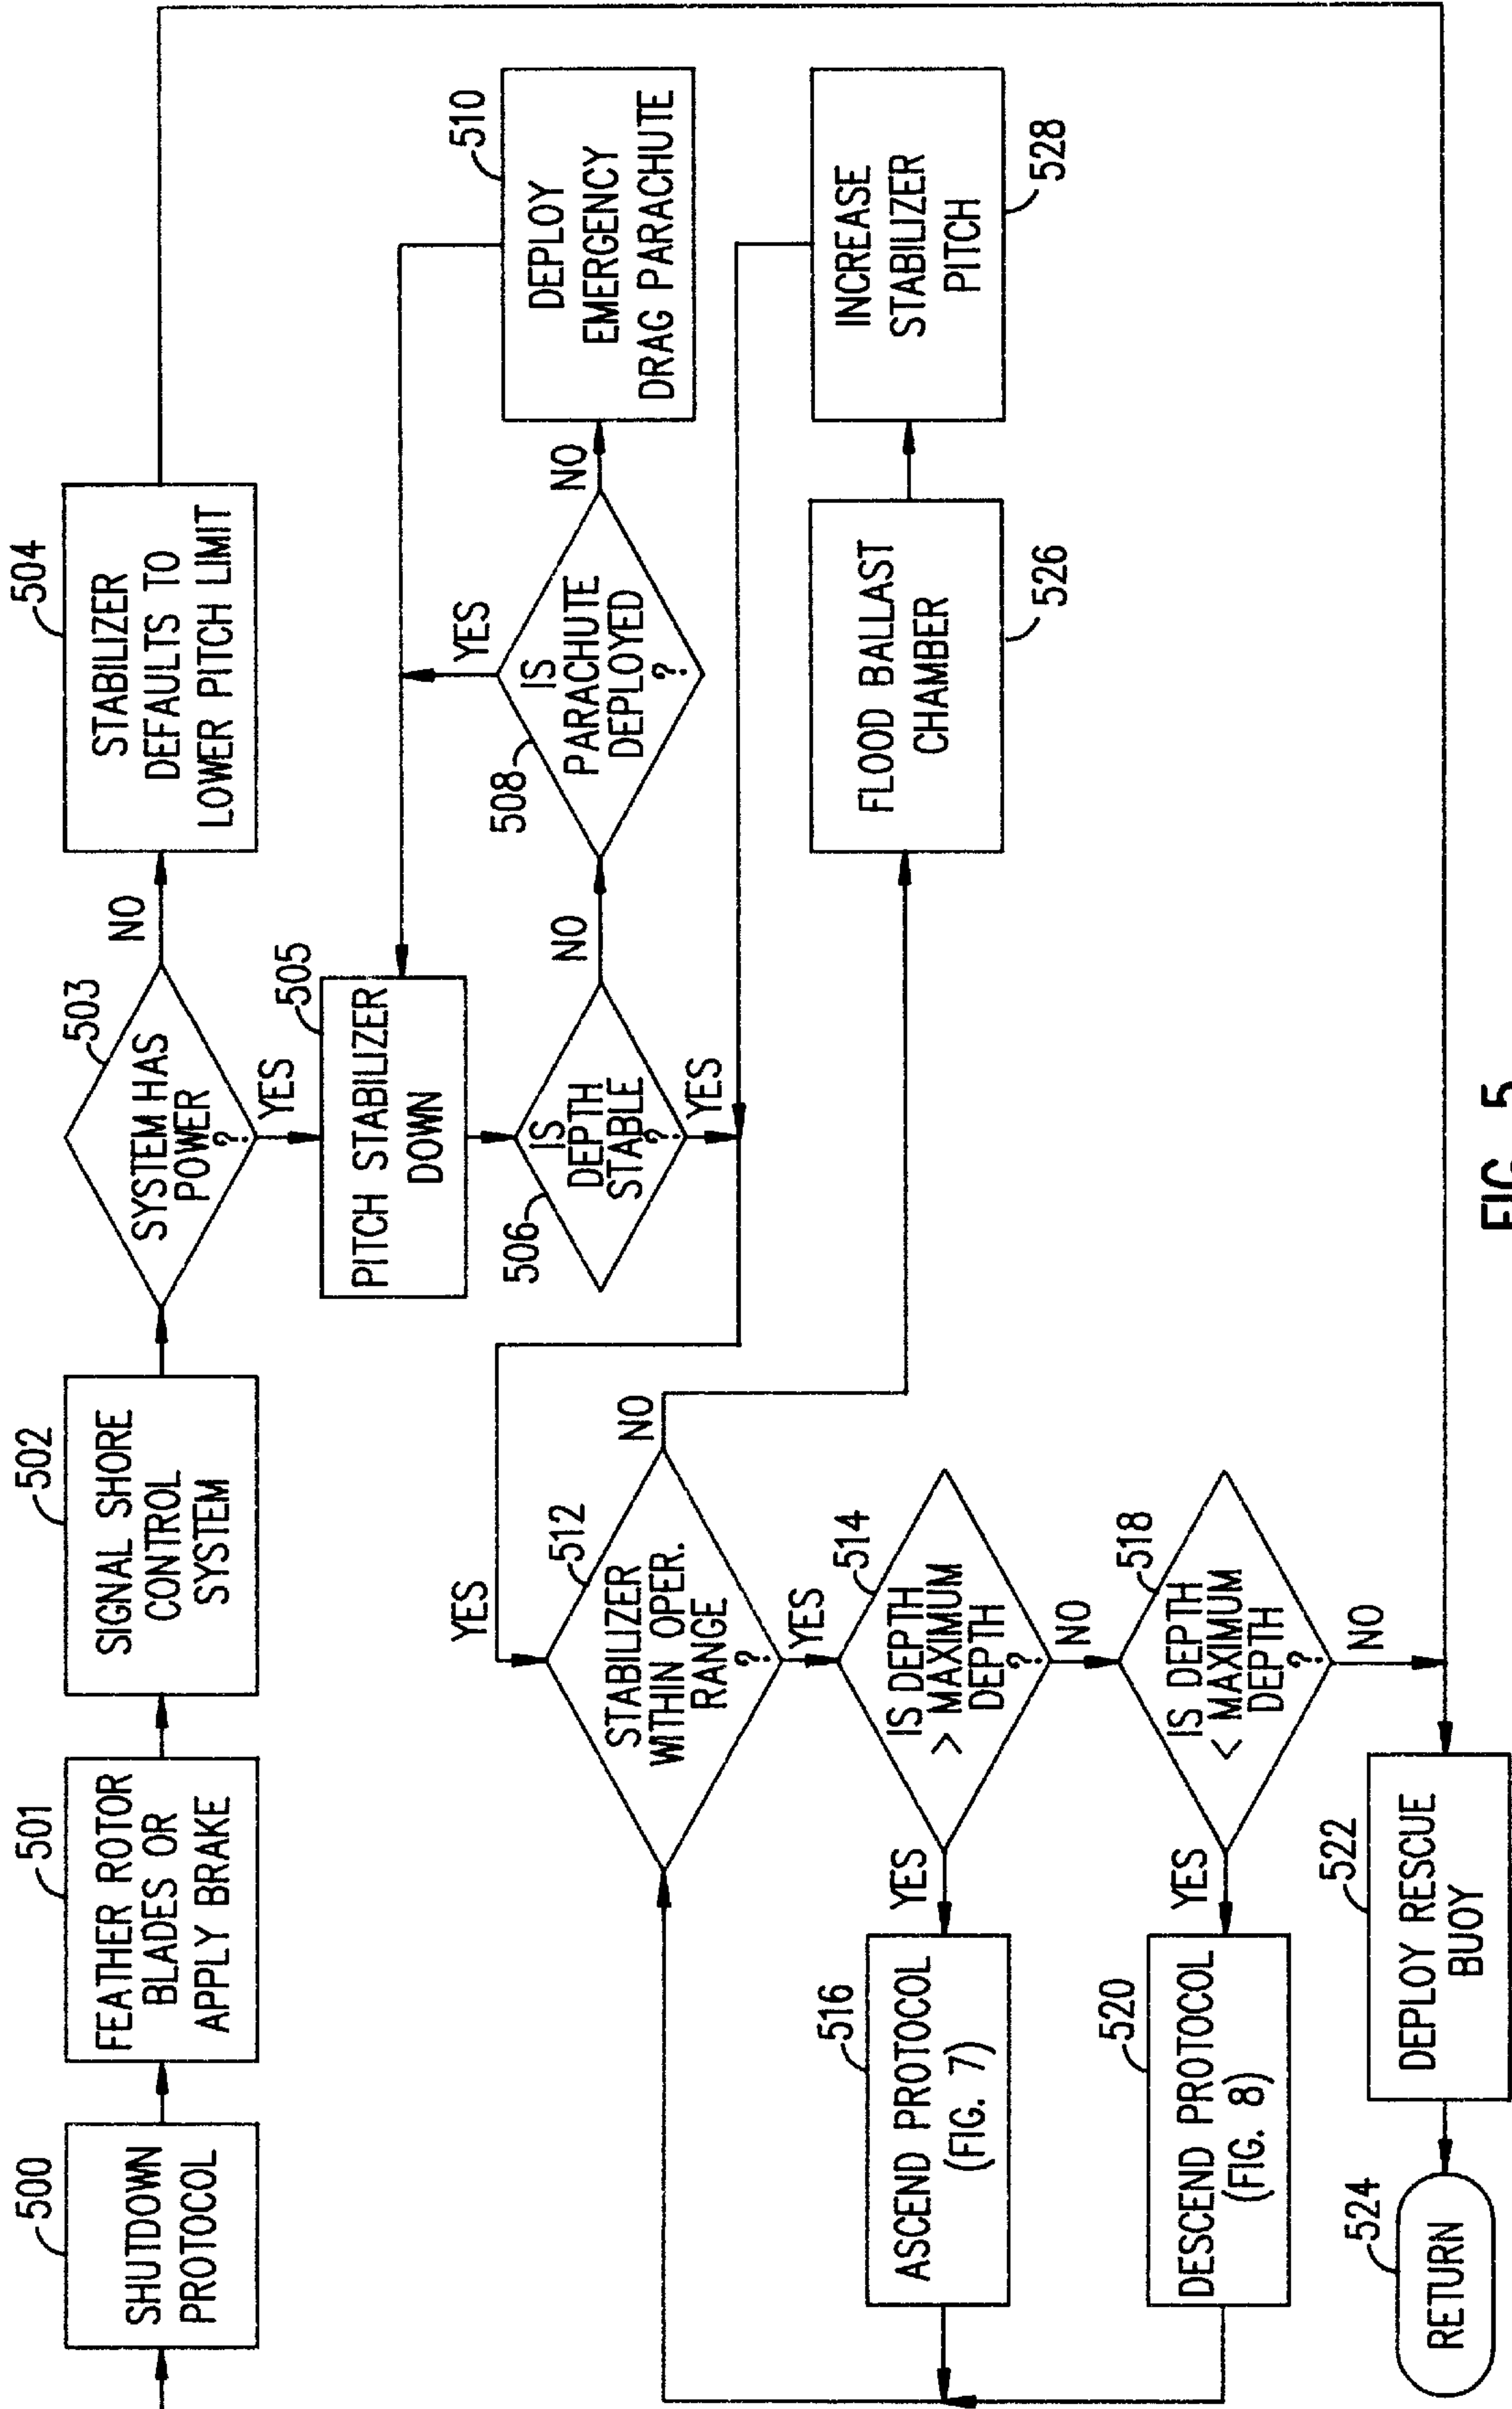 500
SHUTDOWN
PROTOCOL
501
FEATHER ROTOR
BLADES OR
APPLY BRAKE
502
SIGNAL SHORE
CONTROL
SYSTEM
503
SYSTEM HAS
POWER
?
NO
YES
504
STABILIZER
DEFAULTS TO
LOWER PITCH LIMIT
505
PITCH STABILIZER
DOWN
506
IS
DEPTH
STABLE
?
NO
YES
508
IS
PARACHUTE
DEPLOYED
?
YES
NO
510
DEPLOY
EMERGENCY
DRAG PARACHUTE
YES
512
STABILIZER
WITHIN OPER.
RANGE
?
NO
YES
FLOOD BALLAST
CHAMBER
526
INCREASE
STABILIZER
PITCH
528
514
IS DEPTH
> MAXIMUM
DEPTH
?
YES
NO
516
ASCEND PROTOCOL
(FIG. 7)
518
IS DEPTH
< MAXIMUM
DEPTH
?
YES
NO
520
DESCEND PROTOCOL
(FIG. 8)
522
DEPLOY RESCUE
BUOY
524
RETURN
FIG. 5